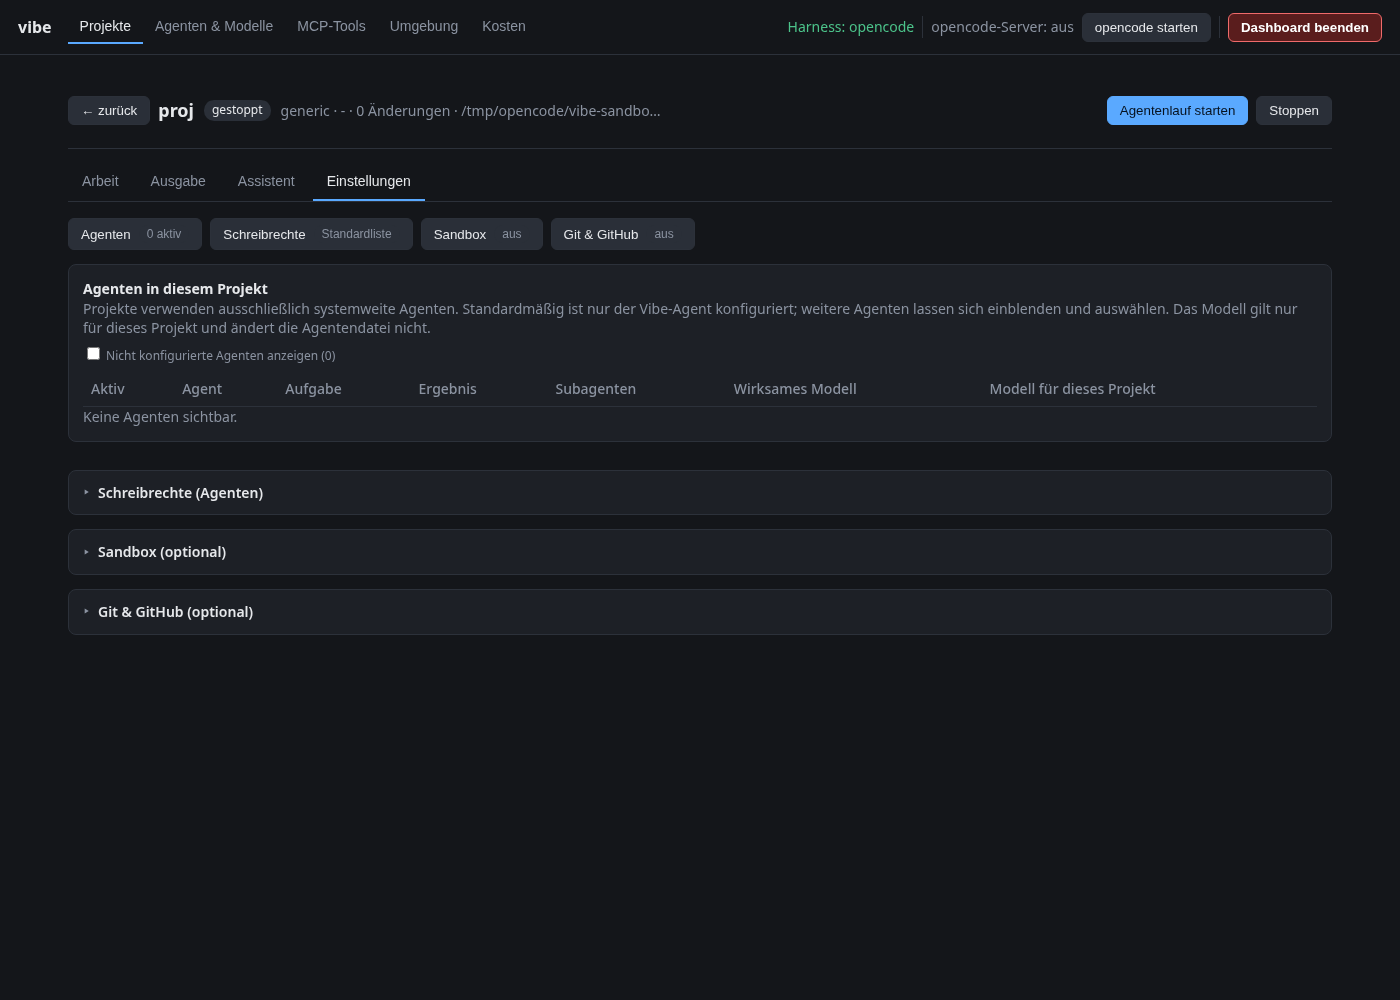 vibe Projekte Agenten & Modelle MCP-Tools Umgebung Kosten Harness: opencode opencode-Server: aus opencode starten Dashboard beenden
← zurück proj gestoppt generic · - · 0 Änderungen · /tmp/opencode/vibe-sandbo... Agentenlauf starten Stoppen
Arbeit Ausgabe Assistent Einstellungen
Agenten 0 aktiv Schreibrechte Standardliste Sandbox aus Git & GitHub aus
Agenten in diesem Projekt
Projekte verwenden ausschließlich systemweite Agenten. Standardmäßig ist nur der Vibe-Agent konfiguriert; weitere Agenten lassen sich einblenden und auswählen. Das Modell gilt nur
für dieses Projekt und ändert die Agentendatei nicht.
Nicht konfigurierte Agenten anzeigen (0)
Aktiv Agent Aufgabe Ergebnis Subagenten Wirksames Modell Modell für dieses Projekt
Keine Agenten sichtbar.
Schreibrechte (Agenten)
Sandbox (optional)
Git & GitHub (optional)